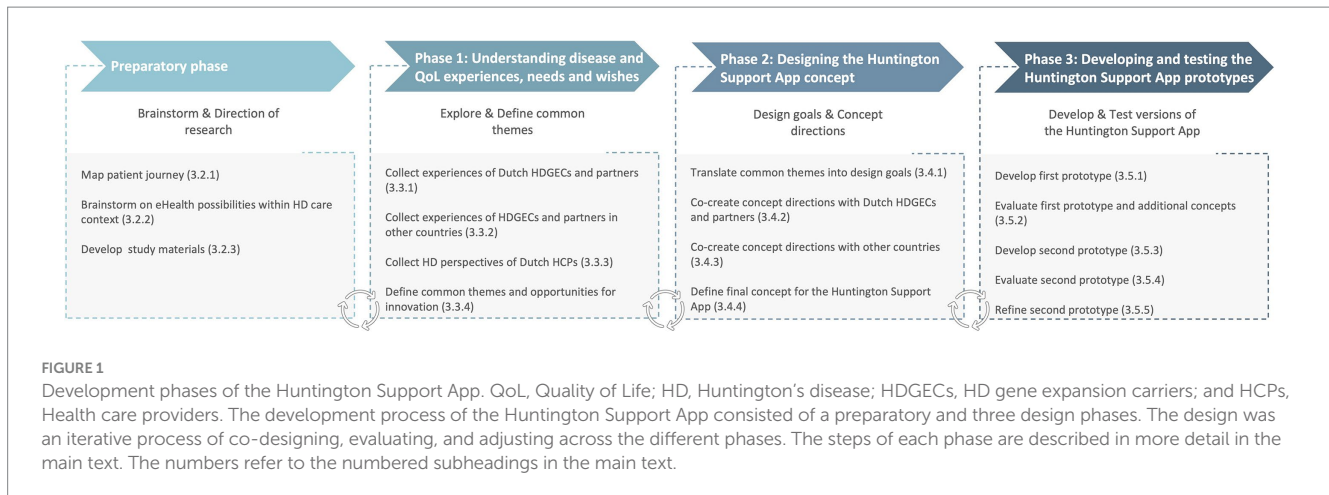 Preparatory phase
Brainstorm & Direction of
research
Map patient journey (3.2.1)
Brainstorm on eHealth possibilities within HD care
context (3.2.2)
Develop study materials (3.2.3)
Phase 1: Understanding disease and
QoL experiences, needs and wishes
Explore & Define common
themes
Collect experiences of Dutch HDGECs and partners
(3.3.1)
Collect experiences of HDGECs and partners in
other countries (3.3.2)
Collect HD perspectives of Dutch HCPs (3.3.3)
Define common themes and opportunities for
innovation (3.3.4)
Phase 2: Designing the Huntington
Support App concept
Design goals & Concept
directions
Translate common themes into design goals (3.4.1)
Co-create concept directions with Dutch HDGECs
and partners (3.4.2)
Co-create concept directions with other countries
(3.4.3)
Define final concept for the Huntington Support
App (3.4.4)
Phase 3: Developing and testing the
Huntington Support App prototypes
Develop & Test versions of
the Huntington Support App
Develop first prototype (3.5.1)
Evaluate first prototype and additional concepts
(3.5.2)
Develop second prototype (3.5.3)
Evaluate second prototype (3.5.4)
Refine second prototype (3.5.5)
FIGURE 1
Development phases of the Huntington Support App. QoL, Quality of Life; HD, Huntington's disease; HDGECs, HD gene expansion carriers; and HCPs,
Health care providers. The development process of the Huntington Support App consisted of a preparatory and three design phases. The design was
an iterative process of co-designing, evaluating, and adjusting across the different phases. The steps of each phase are described in more detail in the
main text. The numbers refer to the numbered subheadings in the main text.